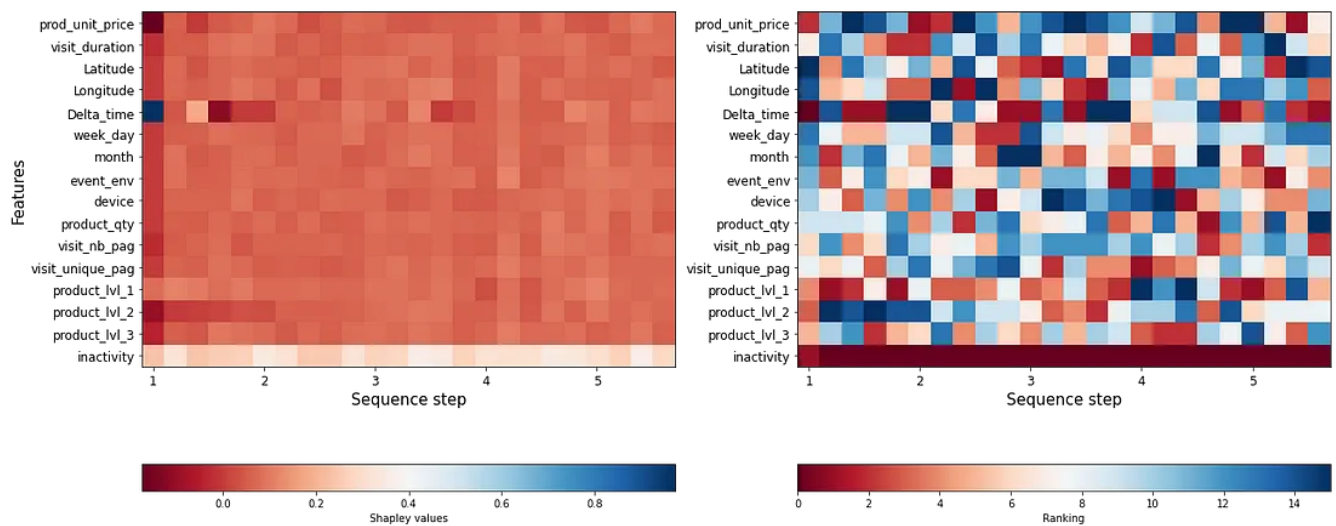 Features
prod_unit_price
visit_duration
Latitude
Longitude
Delta_time
week_day
month
event_env
device
product_qty
visit_nb_pag
visit_unique_pag
product_lvl_1
product_lvl_2
product_lvl_3
inactivity
1 2 3 4 5
Sequence step
0.0 0.2 0.4 0.6 0.8
Shapley values
prod_unit_price
visit_duration
Latitude
Longitude
Delta_time
week_day
month
event_env
device
product_qty
visit_nb_pag
visit_unique_pag
product_lvl_1
product_lvl_2
product_lvl_3
inactivity
1 2 3 4 5
Sequence step
0 2 4 6 8 10 12 14
Ranking